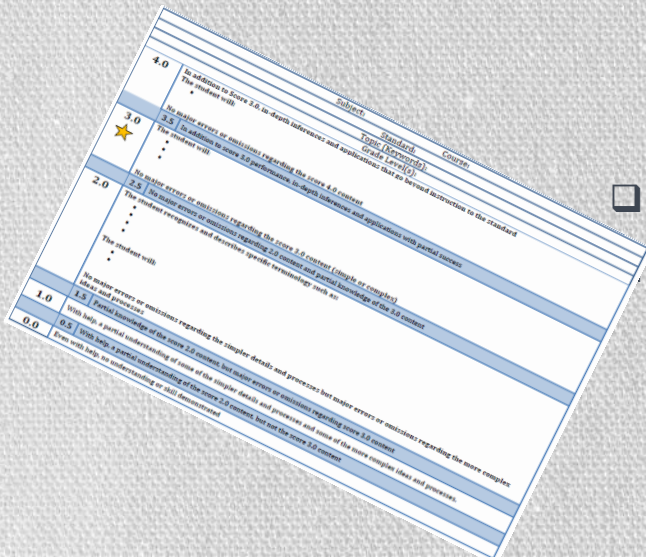 Subject:
Standard:
Course:
Topic (Keywords):
Grade Level(s):
4.0
In addition to Score 3.0, in-depth inferences and applications that go beyond instruction to the standard
The student will:
•
No major errors or omissions regarding the score 4.0 content
3.5 In addition to score 3.0 performance, in-depth inferences and applications with partial success
3.0
The student will:
•
•
•
No major errors or omissions regarding the score 3.0 content (simple or complex)
2.5 No major errors or omissions regarding 2.0 content and partial knowledge of the 3.0 content
2.0
The student recognizes and describes specific terminology such as:
•
•
•
•
The student will:
•
•
No major errors or omissions regarding the simpler details and processes but major errors or omissions regarding the more complex
ideas and processes
1.5 Partial knowledge of the score 2.0 content, but major errors or omissions regarding score 3.0 content
1.0
With help, a partial understanding of some of the simpler details and processes and some of the more complex ideas and processes.
0.5 With help, a partial understanding of the score 2.0 content, but not the score 3.0 content
0.0
Even with help, no understanding or skill demonstrated